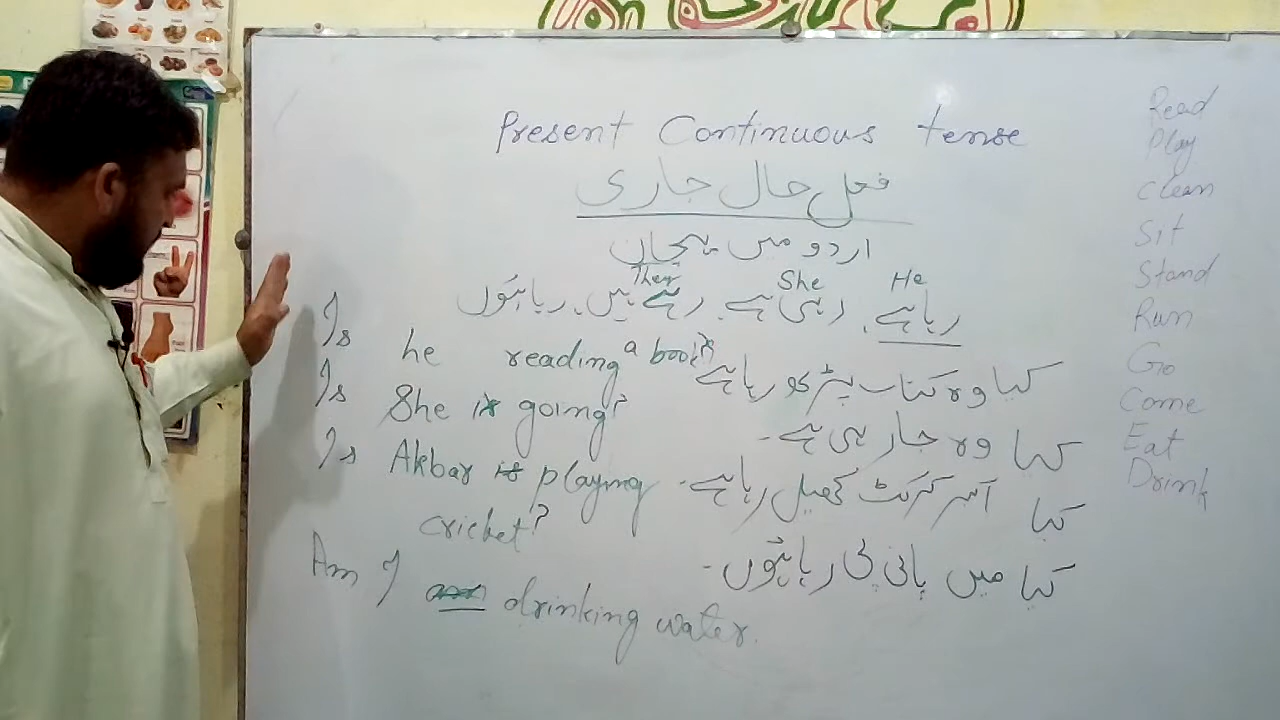 Present Continuous tense
فعل حال جاری
اردو میں پہچان
He She They
رہا ہے ۔ رہی ہے ۔ رہے ہیں ۔ رہا ہُوں
Is he reading a book?
کیا وہ کتاب پڑھ رہا ہے
Is She is going?
کیا وہ جا رہی ہے ۔
Is Akbar is playing
cricket?
کیا اکبر کرکٹ کھیل رہا ہے ۔
Am I am drinking water.
کیا میں پانی پی رہا ہُوں ۔
Read
Play
Clean
Sit
Stand
Run
Go
Come
Eat
Drink